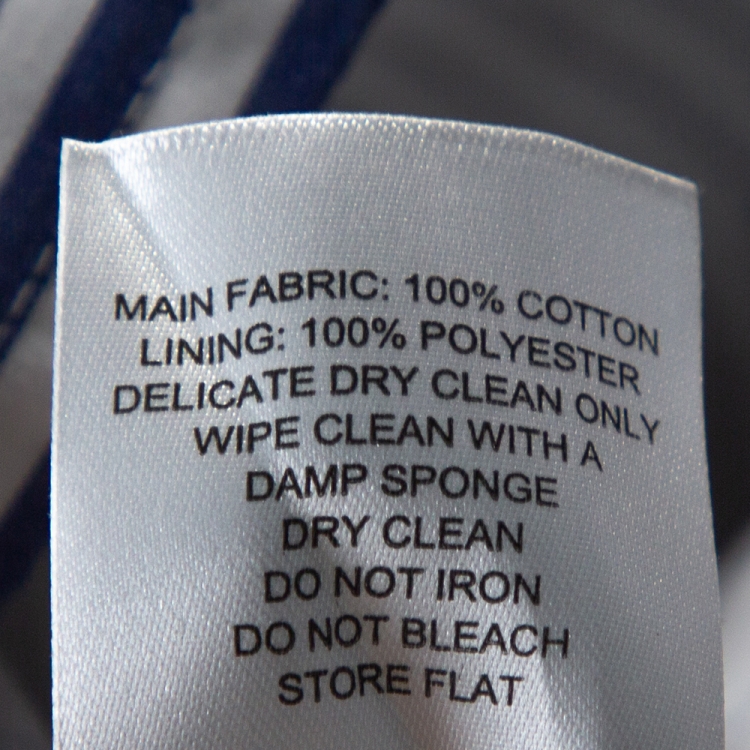 MAIN FABRIC: 100% COTTON
LINING: 100% POLYESTER
DELICATE DRY CLEAN ONLY
WIPE CLEAN WITH A
DAMP SPONGE
DRY CLEAN
DO NOT IRON
DO NOT BLEACH
STORE FLAT